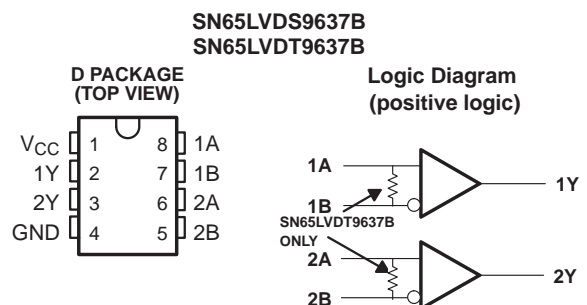 SN65LVDS9637B
SN65LVDT9637B
D PACKAGE
(TOP VIEW)
VCC 1 8 1A
1Y 2 7 1B
2Y 3 6 2A
GND 4 5 2B
Logic Diagram
(positive logic)
1A
1Y
1B
SN65LVDT9637B
ONLY
2A
2Y
2B